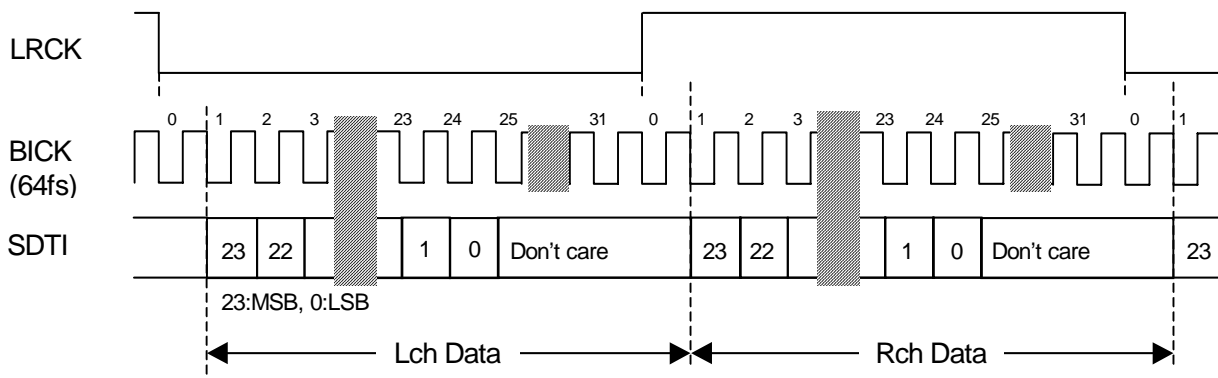 LRCK
0 1 2 3 23 24 25 31 0 1 2 3 23 24 25 31 0 1
BICK
(64fs)
SDTI 23 22 1 0 Don't care 23 22 1 0 Don't care 23
23:MSB, 0:LSB
Lch Data Rch Data